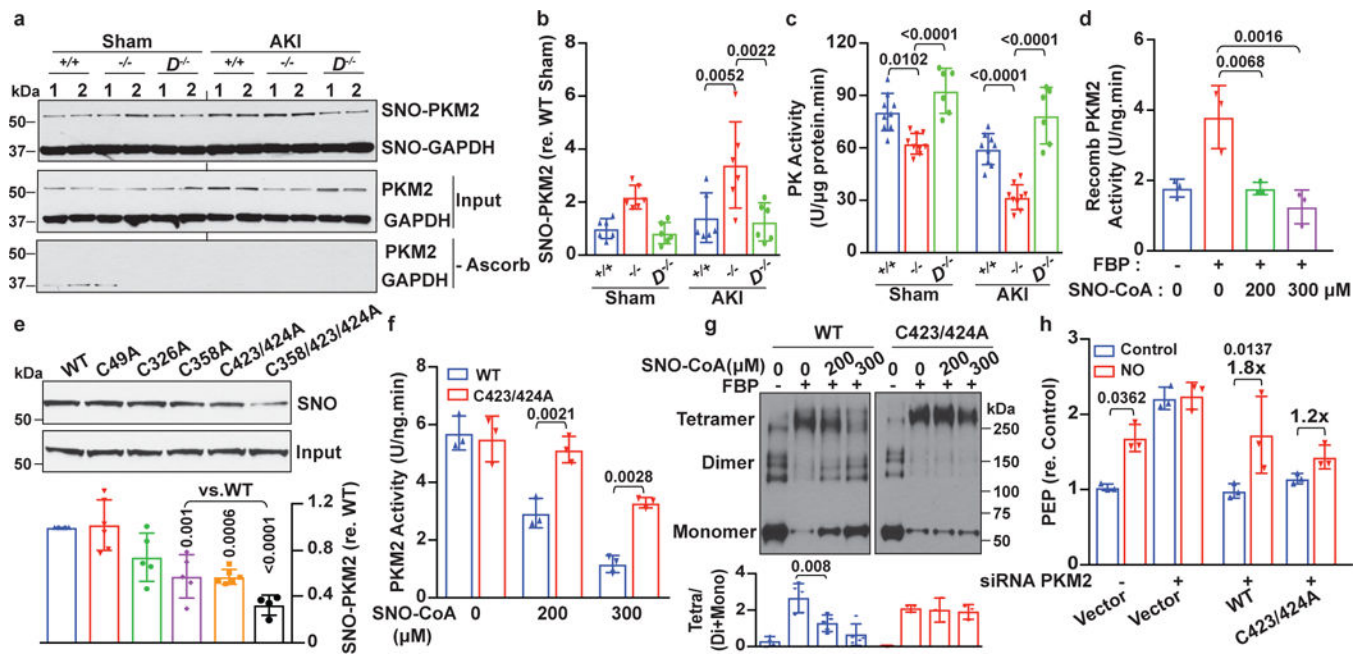 a
Sham AKI
+/+ -/- D-/- +/+ -/- D-/-
kDa 1 2 1 2 1 2 1 2 1 2 1 2
50 SNO-PKM2
37 SNO-GAPDH
50 PKM2
Input
37 GAPDH
50 PKM2
- Ascorb
37 GAPDH
b
SNO-PKM2 (re. WT Sham)
8
6
4
2
0
0.0052
0.0022
+/+ -/- D-/- +/+ -/- D-/-
Sham AKI
c
PK Activity
(U/µg protein.min)
120
90
60
30
0
<0.0001
0.0102
<0.0001
<0.0001
+/+ -/- D-/- +/+ -/- D-/-
Sham AKI
d
Recomb PKM2
Activity (U/ng.min)
6
5
4
3
2
1
0
0.0016
0.0068
FBP : - + + +
SNO-CoA : 0 0 200 300 µM
e
WT C49A C326A C358A C423/424A C358/423/424A
kDa
50 SNO
50 Input
vs.WT
0.001 0.0006 <0.0001
1.2
0.8
0.4
0
SNO-PKM2 (re. WT)
f
PKM2 Activity (U/ng.min)
8
6
4
2
0
WT
C423/424A
0.0021
0.0028
SNO-CoA 0 200 300
(µM)
g
WT C423/424A
SNO-CoA(µM) 0 0 200 300 0 0 200 300
FBP - + + + - + + +
kDa
Tetramer 250
Dimer 150
100
75
Monomer 50
Tetra/
(Di+Mono)
4
2
0
0.008
h
PEP (re. Control)
3
2
1
0
Control
NO
0.0362
0.0137
1.8x
1.2x
siRNA PKM2 - + + +
Vector Vector WT C423/424A